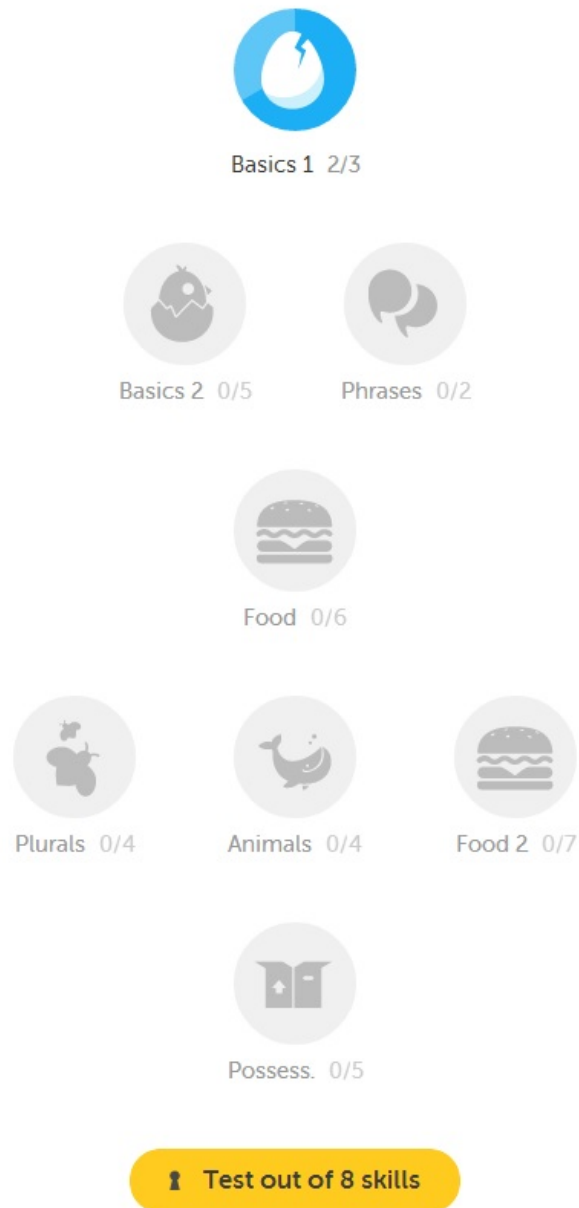 Basics 1 2/3
Basics 2 0/5
Phrases 0/2
Food 0/6
Plurals 0/4
Animals 0/4
Food 2 0/7
Possess. 0/5
Test out of 8 skills